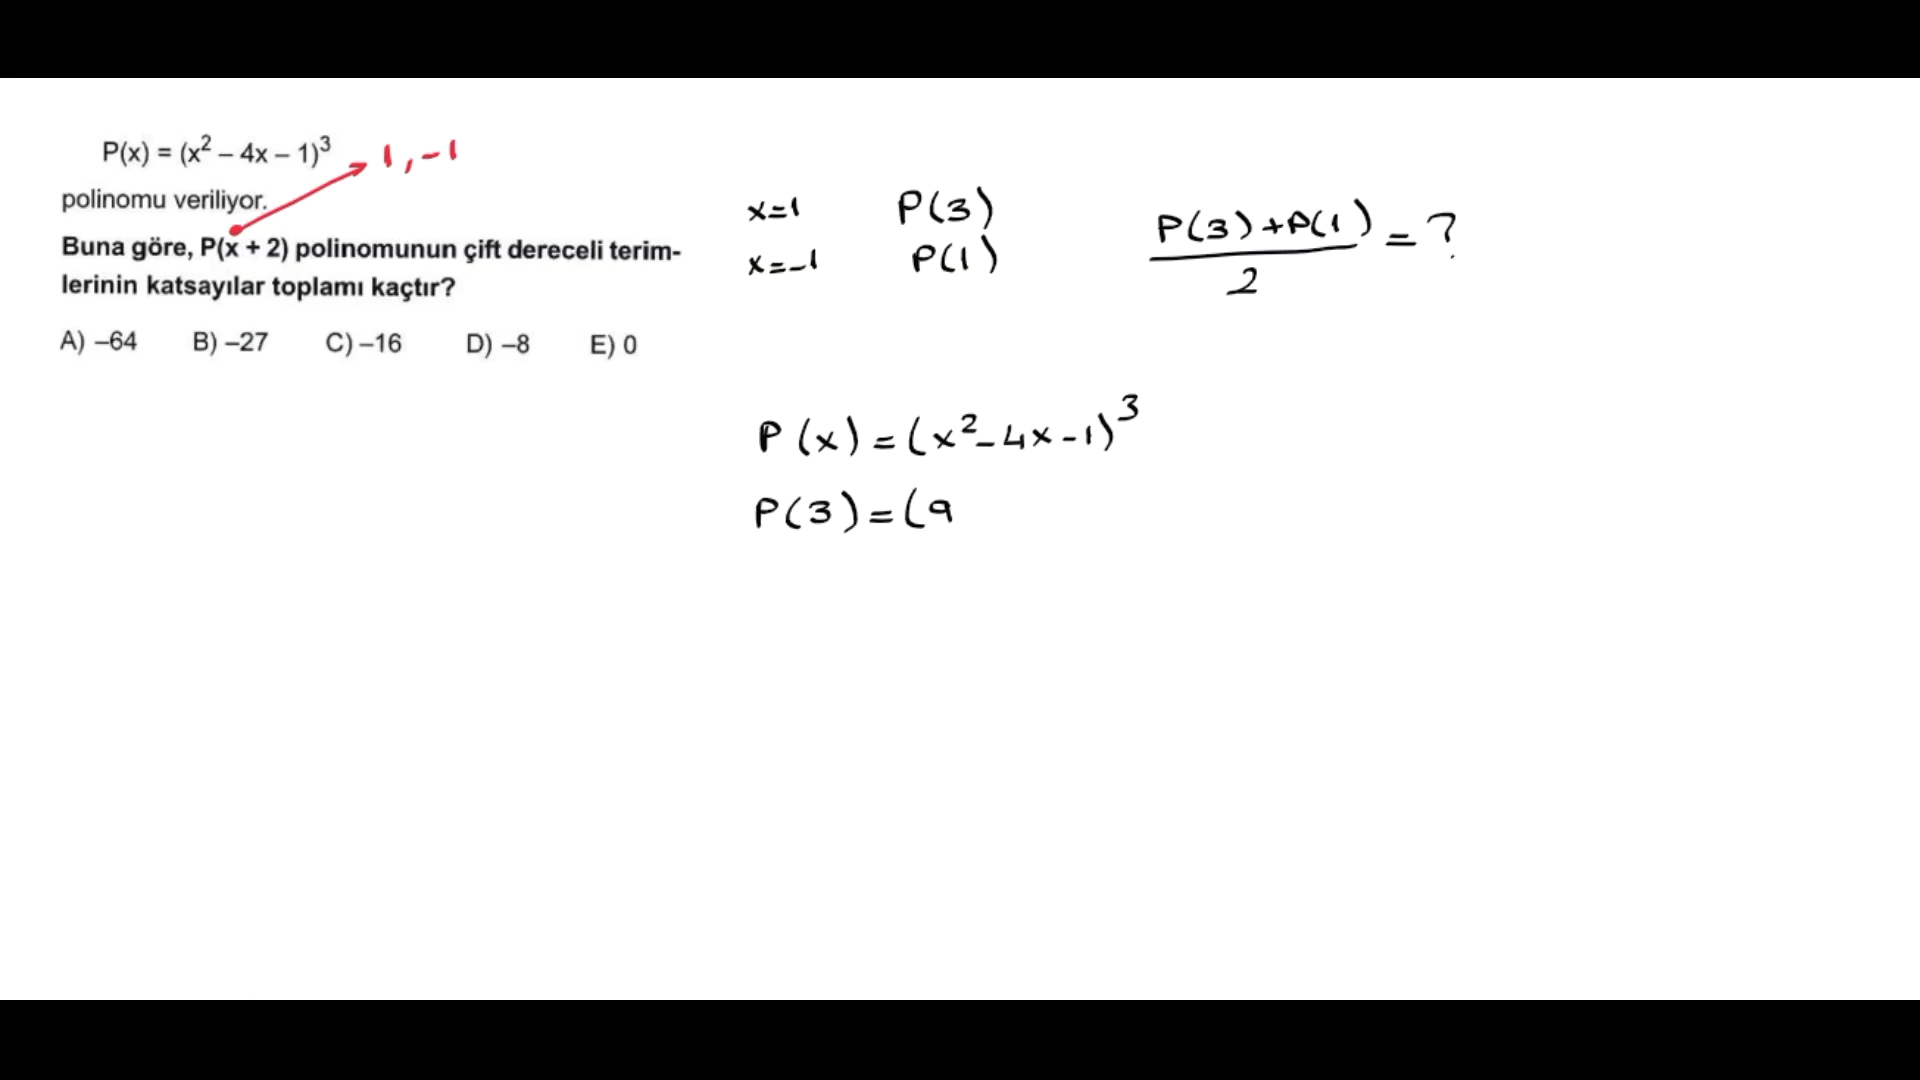 P(x) = (x² – 4x – 1)³
1, -1
polinomu veriliyor.
Buna göre, P(x + 2) polinomunun çift dereceli terim-
lerinin katsayılar toplamı kaçtır?
A) –64 B) –27 C) –16 D) –8 E) 0
x=1 P(3)
x=-1 P(1)
P(3)+P(1) = ?
2
P(x) = (x²-4x-1)³
P(3) = (9